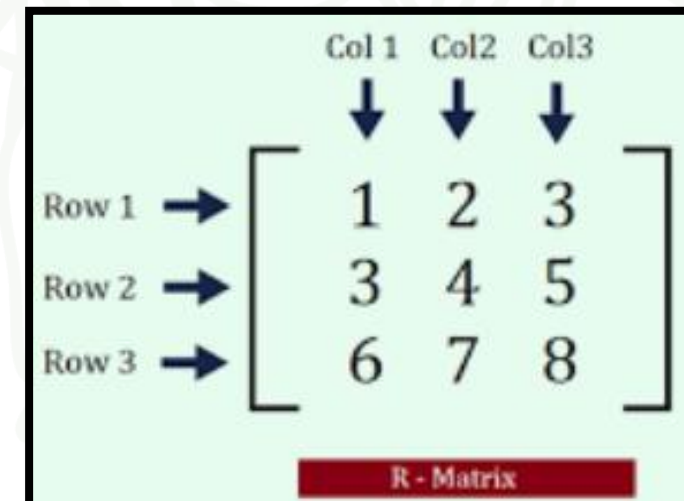 Col 1 Col2 Col3
Row 1 1 2 3
Row 2 3 4 5
Row 3 6 7 8
R - Matrix